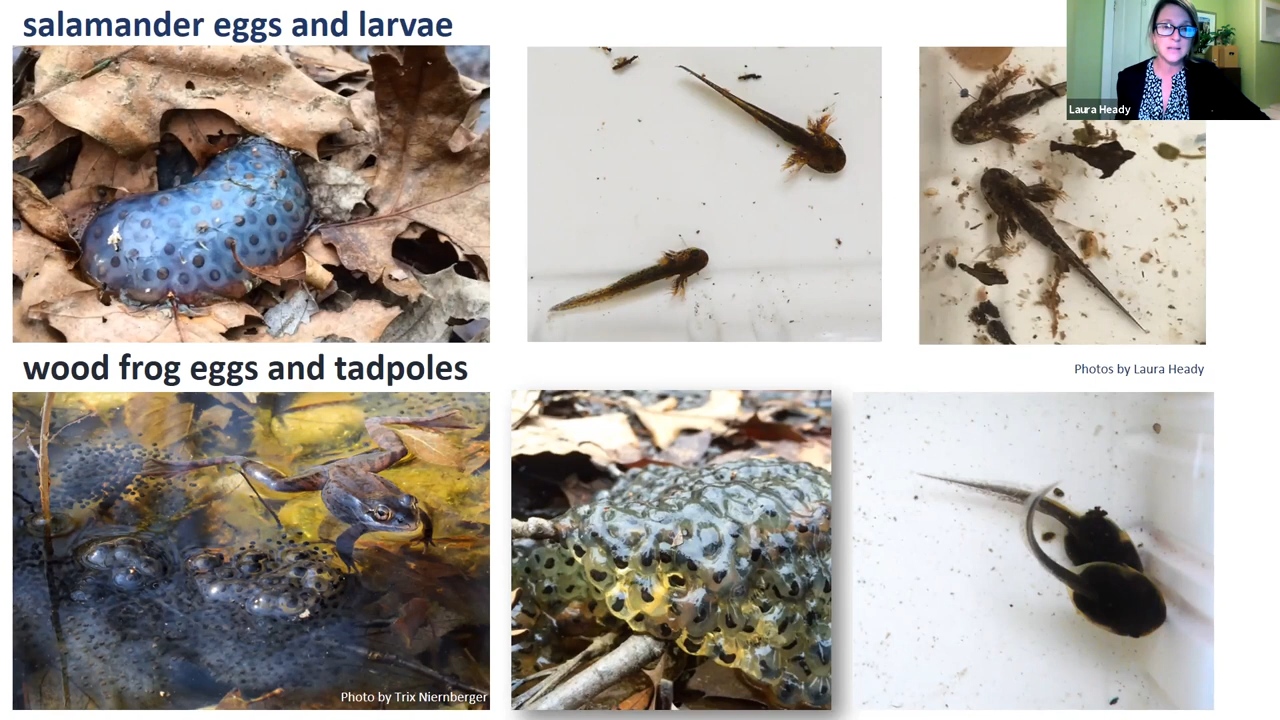 salamander eggs and larvae
Laura Heady
wood frog eggs and tadpoles
Photos by Laura Heady
Photo by Trix Niernberger